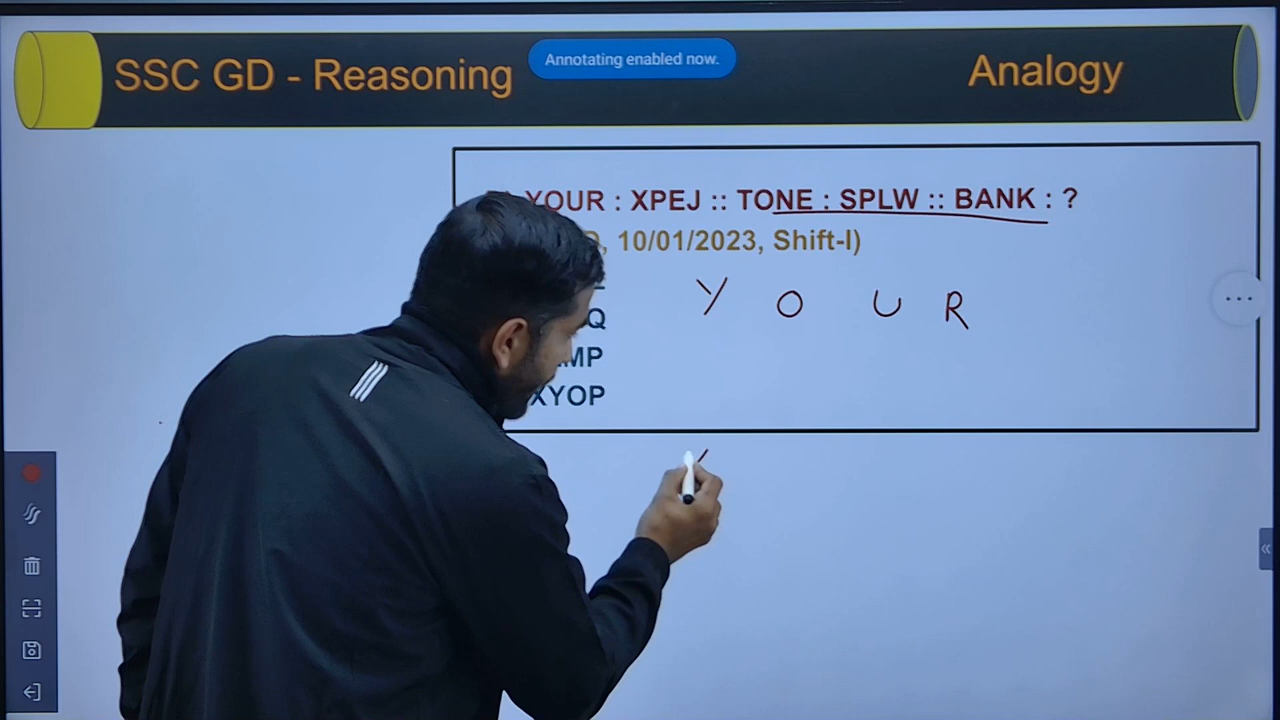 SSC GD - Reasoning
Annotating enabled now.
Analogy
YOUR : XPEJ :: TONE : SPLW :: BANK : ?
10/01/2023, Shift-I)
Y O U R
Q
MP
XYOP